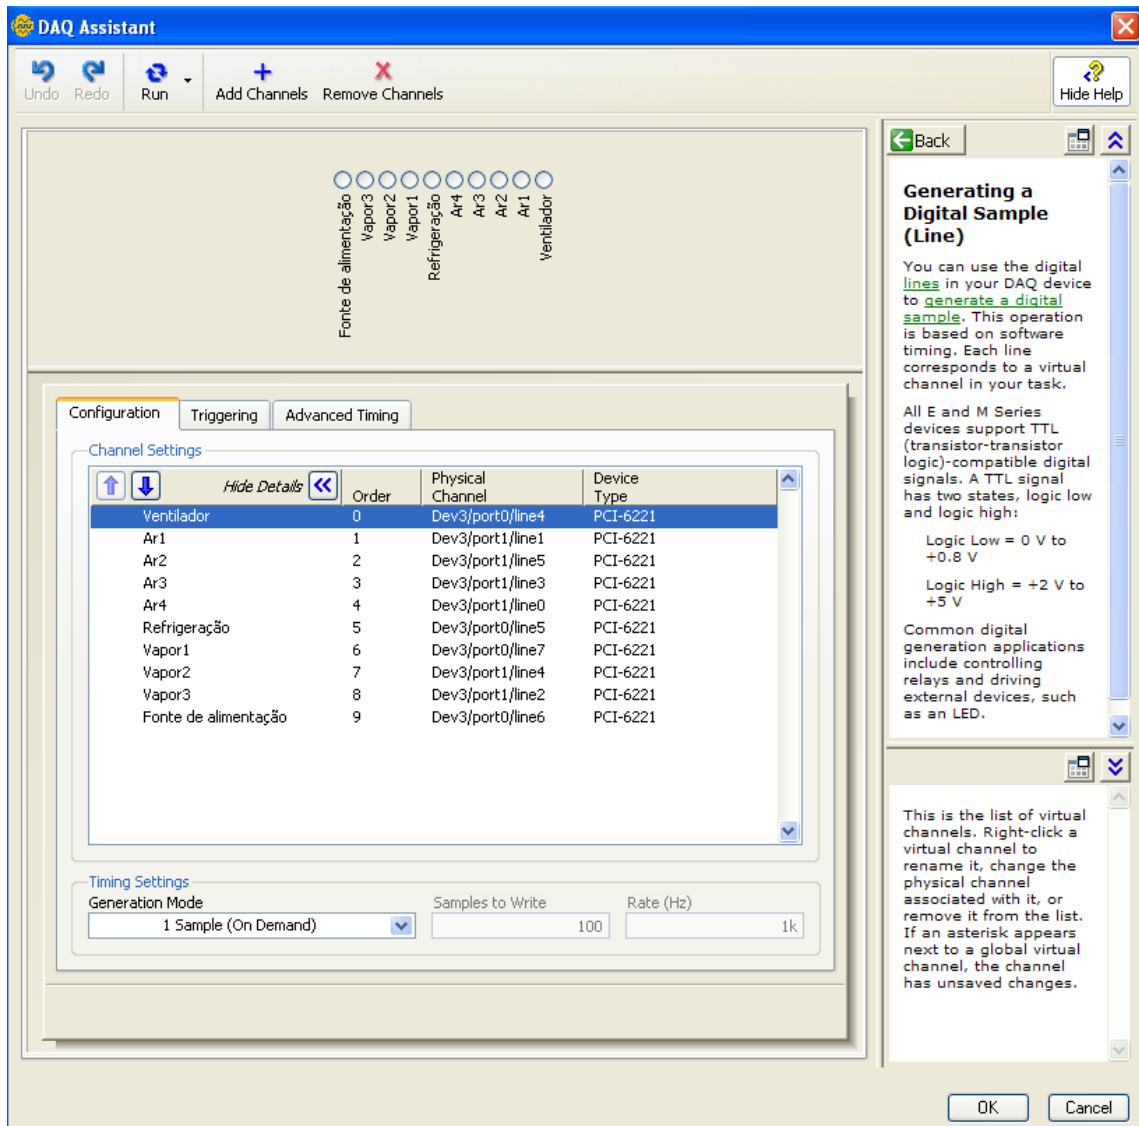 DAQ Assistant
Undo Redo Run Add Channels Remove Channels Hide Help
Fonte de alimentação
Vapor3
Vapor2
Vapor1
Refrigeração
Ar4
Ar3
Ar2
Ar1
Ventilador
Configuration Triggering Advanced Timing
Channel Settings
Hide Details Order Physical Channel Device Type
Ventilador 0 Dev3/port0/line4 PCI-6221
Ar1 1 Dev3/port1/line1 PCI-6221
Ar2 2 Dev3/port1/line5 PCI-6221
Ar3 3 Dev3/port1/line3 PCI-6221
Ar4 4 Dev3/port1/line0 PCI-6221
Refrigeração 5 Dev3/port0/line5 PCI-6221
Vapor1 6 Dev3/port0/line7 PCI-6221
Vapor2 7 Dev3/port1/line4 PCI-6221
Vapor3 8 Dev3/port1/line2 PCI-6221
Fonte de alimentação 9 Dev3/port0/line6 PCI-6221
Timing Settings
Generation Mode Samples to Write Rate (Hz)
1 Sample (On Demand) 100 1k
Back
Generating a
Digital Sample
(Line)
You can use the digital
lines in your DAQ device
to generate a digital
sample. This operation
is based on software
timing. Each line
corresponds to a virtual
channel in your task.
All E and M Series
devices support TTL
(transistor-transistor
logic)-compatible digital
signals. A TTL signal
has two states, logic low
and logic high:
Logic Low = 0 V to
+0.8 V
Logic High = +2 V to
+5 V
Common digital
generation applications
include controlling
relays and driving
external devices, such
as an LED.
This is the list of virtual
channels. Right-click a
virtual channel to
rename it, change the
physical channel
associated with it, or
remove it from the list.
If an asterisk appears
next to a global virtual
channel, the channel
has unsaved changes.
OK Cancel